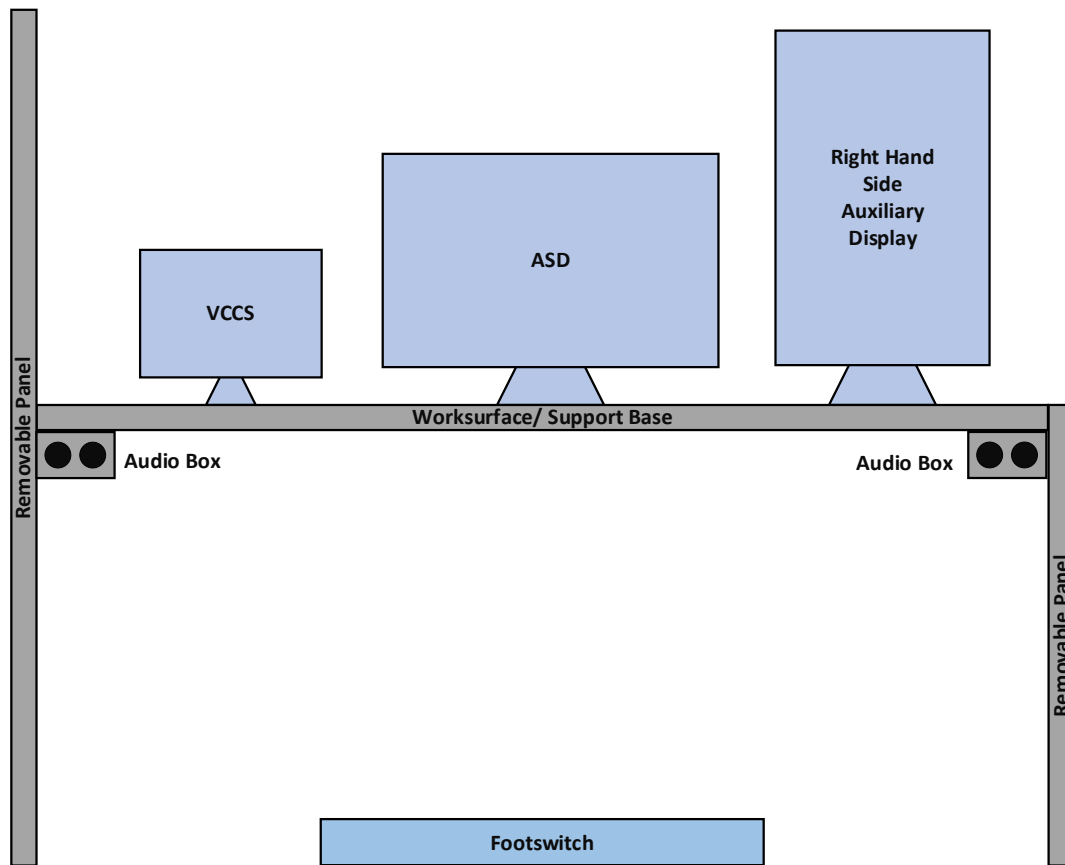 Right Hand
Side
Auxiliary
Display
ASD
VCCS
Removable Panel
Worksurface/ Support Base
Audio Box
Audio Box
Removable Panel
Footswitch